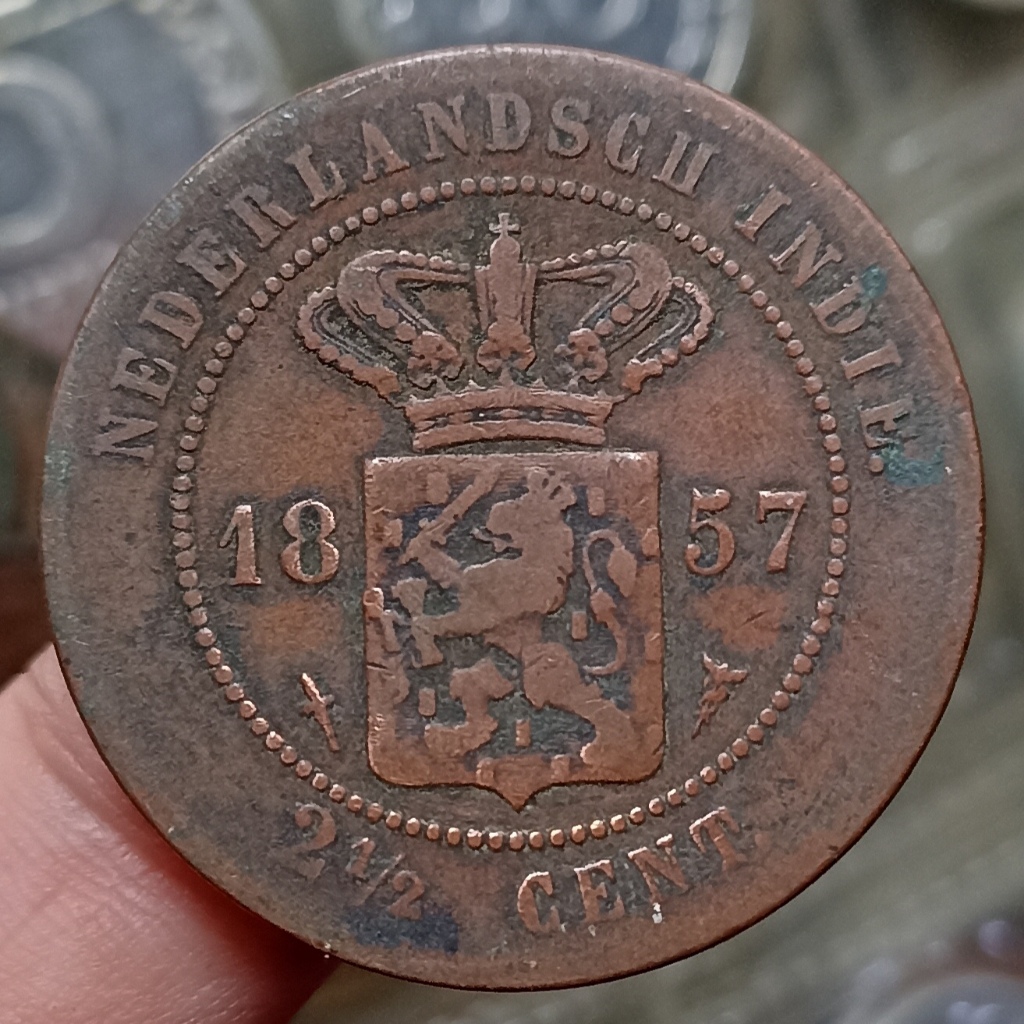 NEDERLANDSCH INDIE.
18 57
2 1/2 CENT.